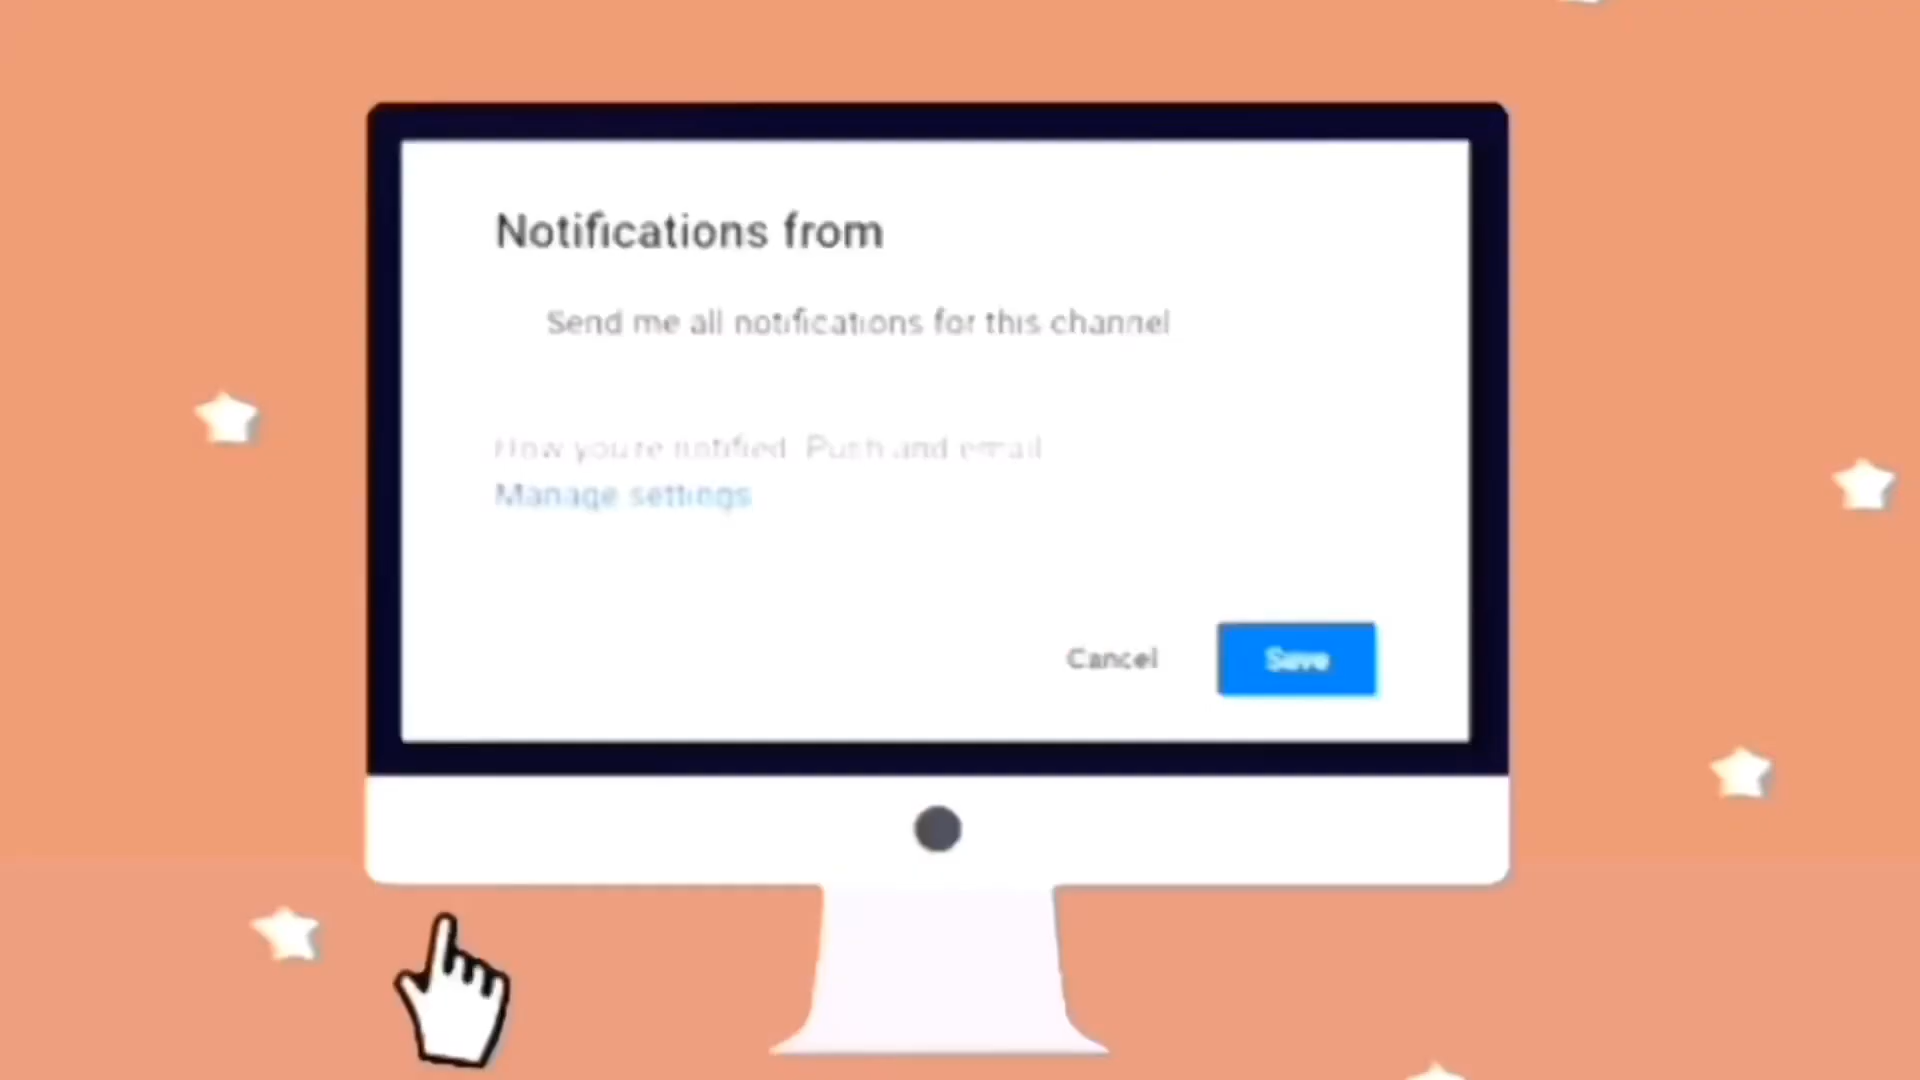 Notifications from
Send me all notifications for this channel
How you're notified: Push and email
Manage settings
Cancel
Save